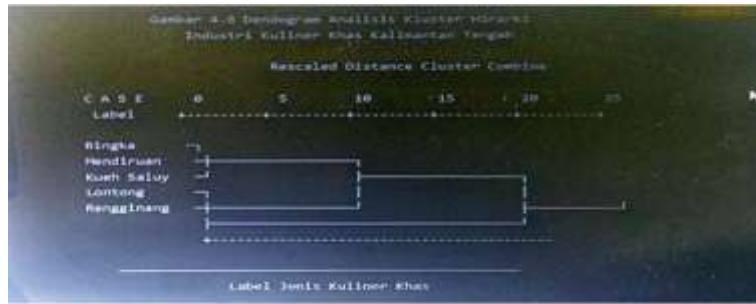 Gambar 4.6 Dendogram Analisis Kluster Hirarki
Industri Kuliner Khas Kalimantan Tengah
Rescaled Distance Cluster Combine
C A S E 0 5 10 15 20 25
Label
Bingka
Mendiruan
Kueh Saluy
Lontong
Rengginang
Label Jenis Kuliner Khas